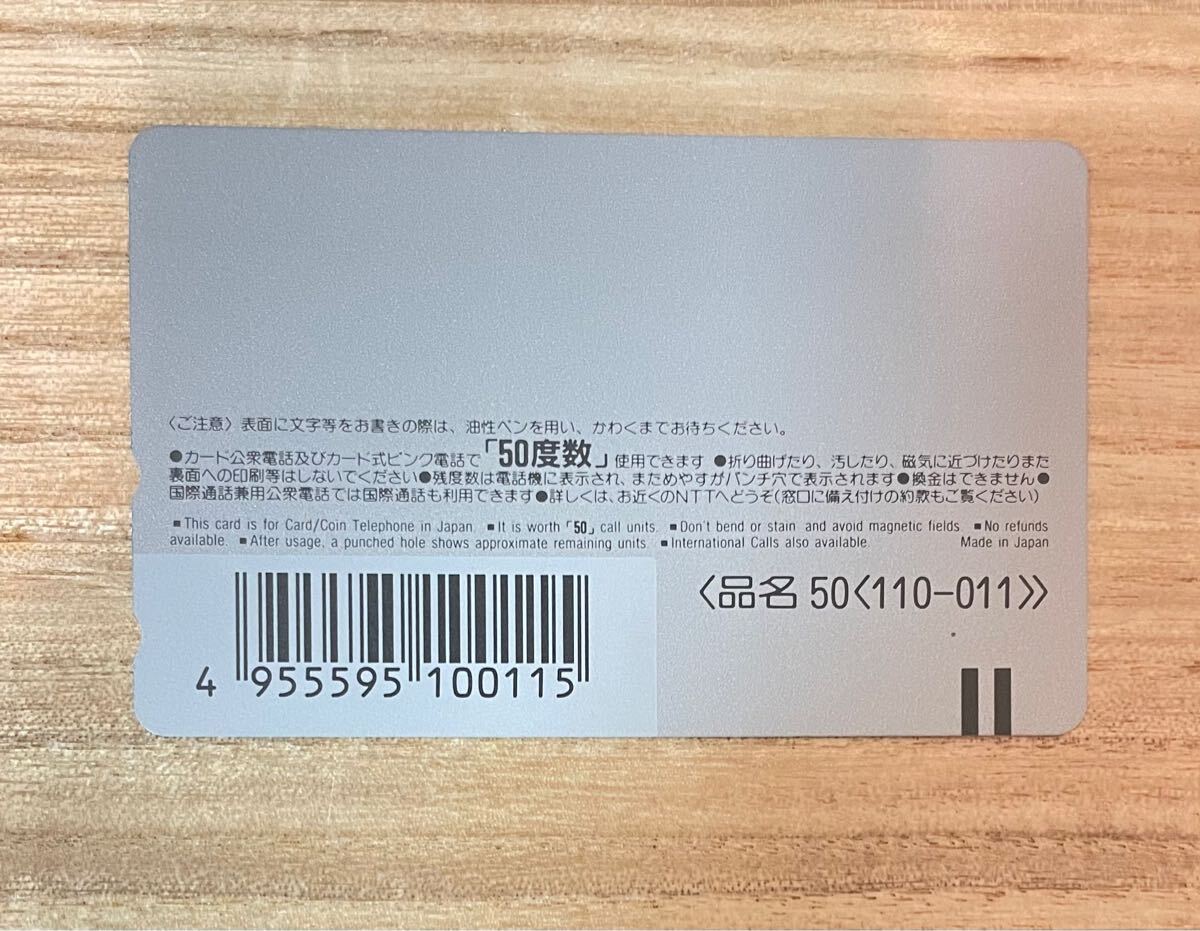 〈ご注意〉表面に文字等をお書きの際は、油性ペンを用い、かわくまでお待ちください。
●カード公衆電話及びカード式ピンク電話で「50度数」使用できます ●折り曲げたり、汚したり、磁気に近づけたりまた
裏面への印刷等はしないでください●残度数は電話機に表示され、まためやすがパンチ穴で表示されます●換金はできません●
国際通話兼用公衆電話では国際通話も利用できます●詳しくは、お近くのNTTへどうぞ(窓口に備え付けの約款もご覧ください)
■This card is for Card/Coin Telephone in Japan. ■It is worth「50」call units. ■Don't bend or stain and avoid magnetic fields. ■No refunds
available. ■After usage, a punched hole shows approximate remaining units. ■International Calls also available. Made in Japan
〈品名 50〈110-011〉〉
4 955595 100115